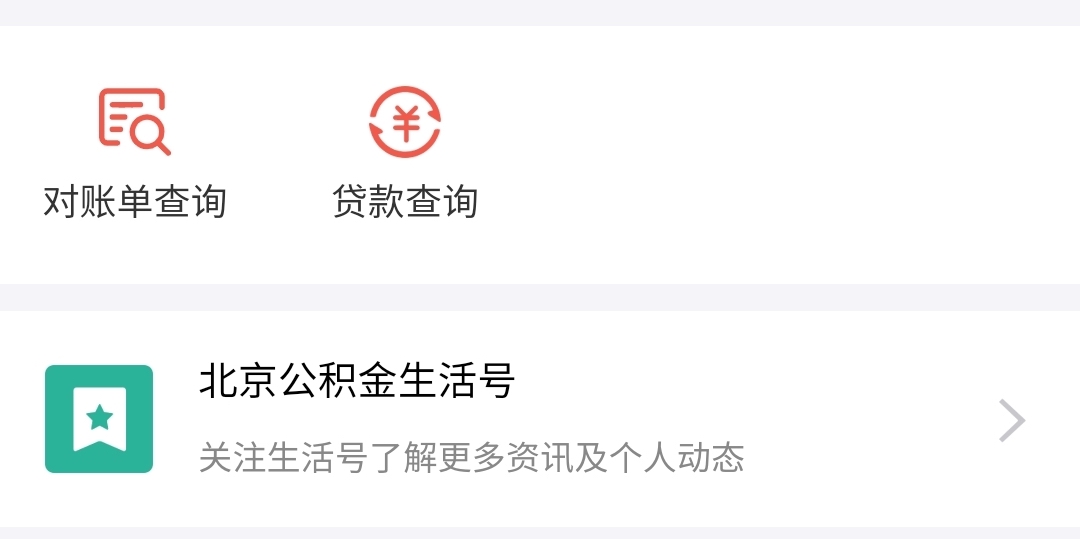 对账单查询 贷款查询
北京公积金生活号
关注生活号了解更多资讯及个人动态